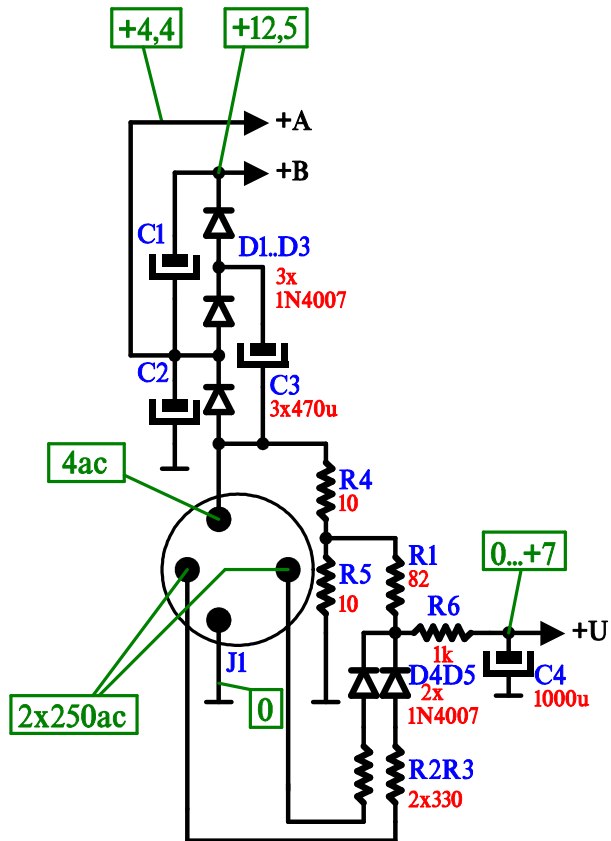 +4,4
+12,5
+A
+B
C1
D1..D3
3x
1N4007
C2
C3
3x470u
4ac
R4
10
0...+7
R1
82
R5
10
R6
+U
1k
J1
D4D5
2x
1N4007
C4
1000u
2x250ac
0
R2R3
2x330